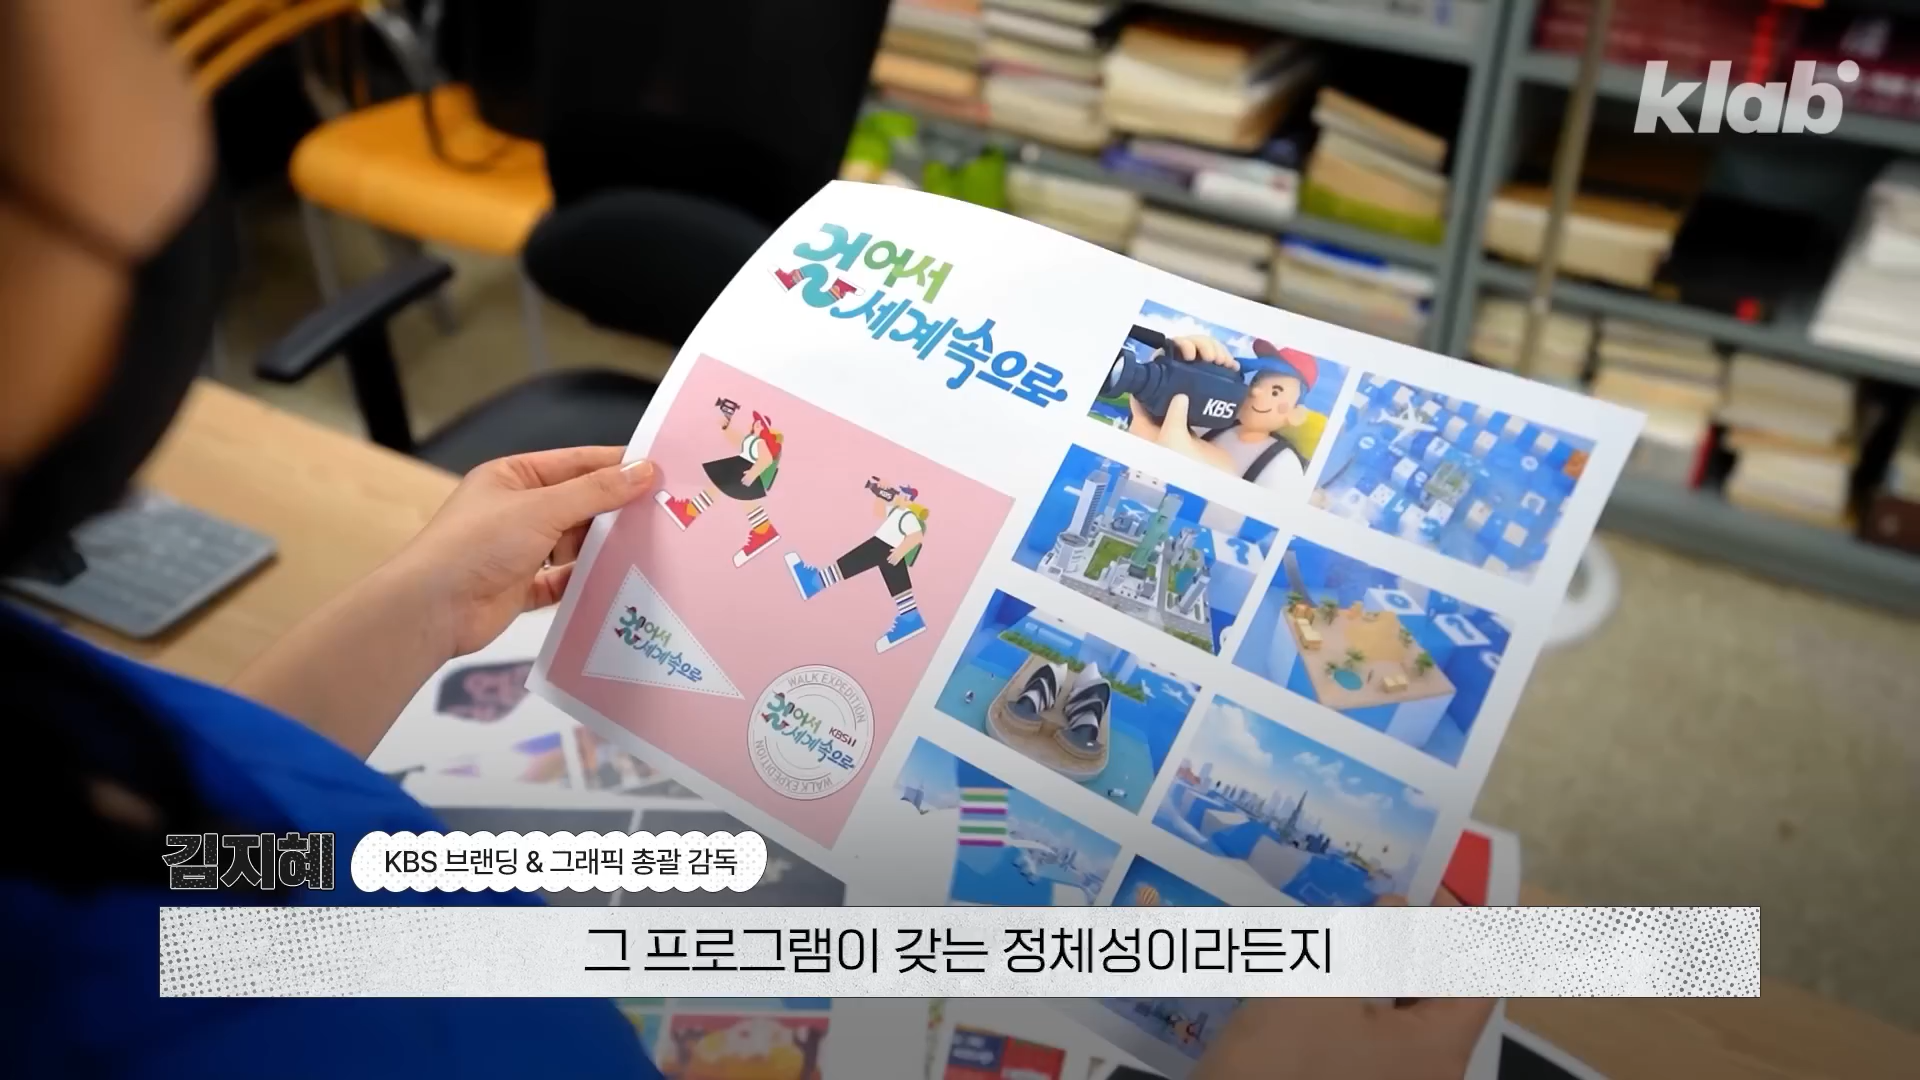 klab
걸어서
세계속으로
KBS
KBS
걸어서
세계속으로
WALK EXPEDITION
걸어서
세계속으로
KBS 1
WALK EXPEDITION
김지혜
KBS 브랜딩 & 그래픽 총괄 감독
그 프로그램이 갖는 정체성이라든지